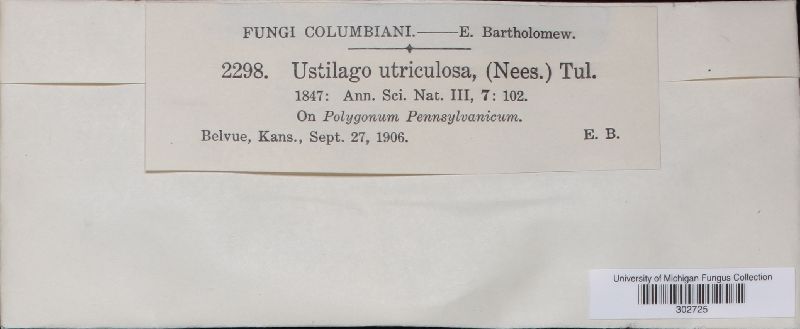 FUNGI COLUMBIANI.——E. Bartholomew.
2298. Ustilago utriculosa, (Nees.) Tul.
1847: Ann. Sci. Nat. III, 7: 102.
On Polygonum Pennsylvanicum.
Belvue, Kans., Sept. 27, 1906. E. B.
University of Michigan Fungus Collection
302725